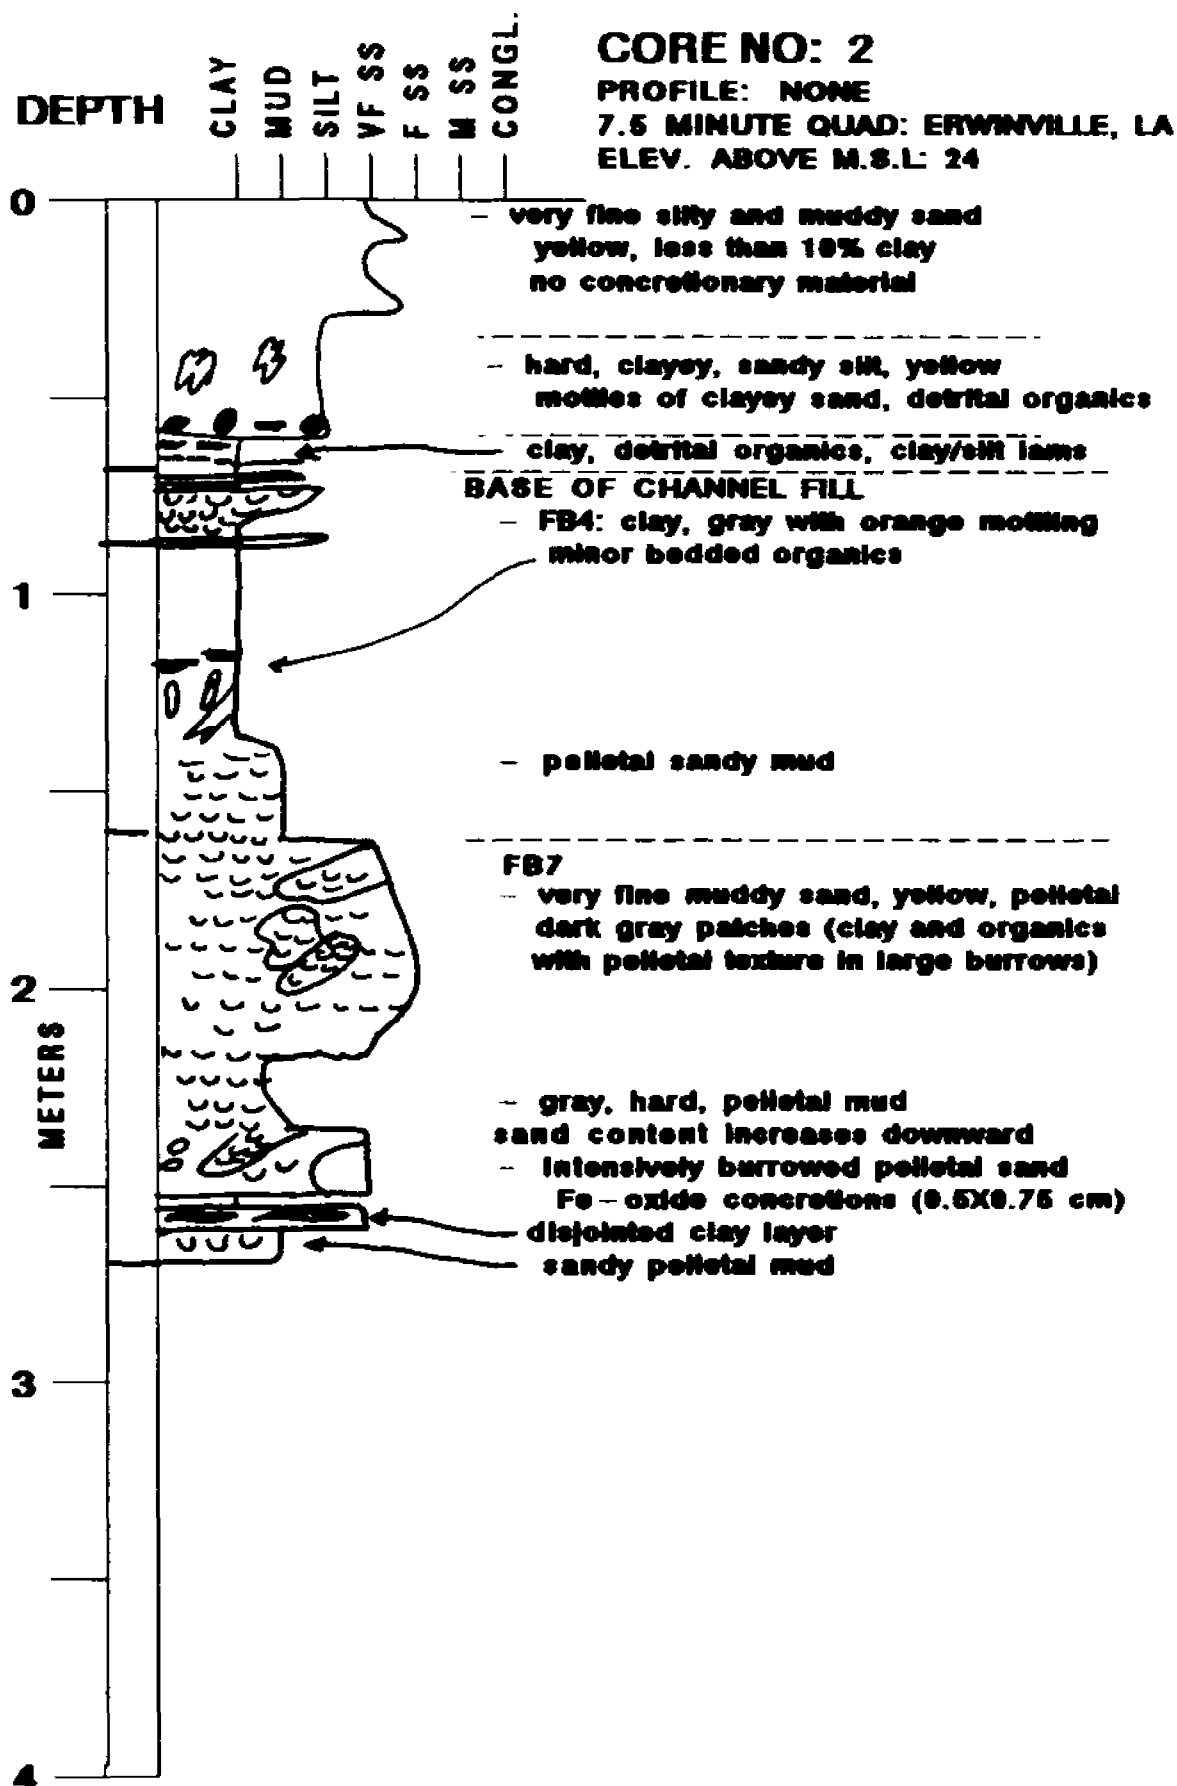 CORE NO: 2
PROFILE: NONE
7.5 MINUTE QUAD: ERWINVILLE, LA
ELEV. ABOVE M.S.L: 24
DEPTH
CLAY
MUD
SILT
VF SS
F SS
M SS
CONGL.
0
- very fine silty and muddy sand
yellow, less than 10% clay
no concretionary material
- hard, clayey, sandy silt, yellow
mottles of clayey sand, detrital organics
clay, detrital organics, clay/silt lams
BASE OF CHANNEL FILL
- FB4: clay, gray with orange mottling
minor bedded organics
1
- pelletal sandy mud
FB7
- very fine muddy sand, yellow, pelletal
dark gray patches (clay and organics
with pelletal texture in large burrows)
2
METERS
- gray, hard, pelletal mud
sand content increases downward
- intensively burrowed pelletal sand
Fe-oxide concretions (0.5X0.75 cm)
disjointed clay layer
sandy pelletal mud
3
4